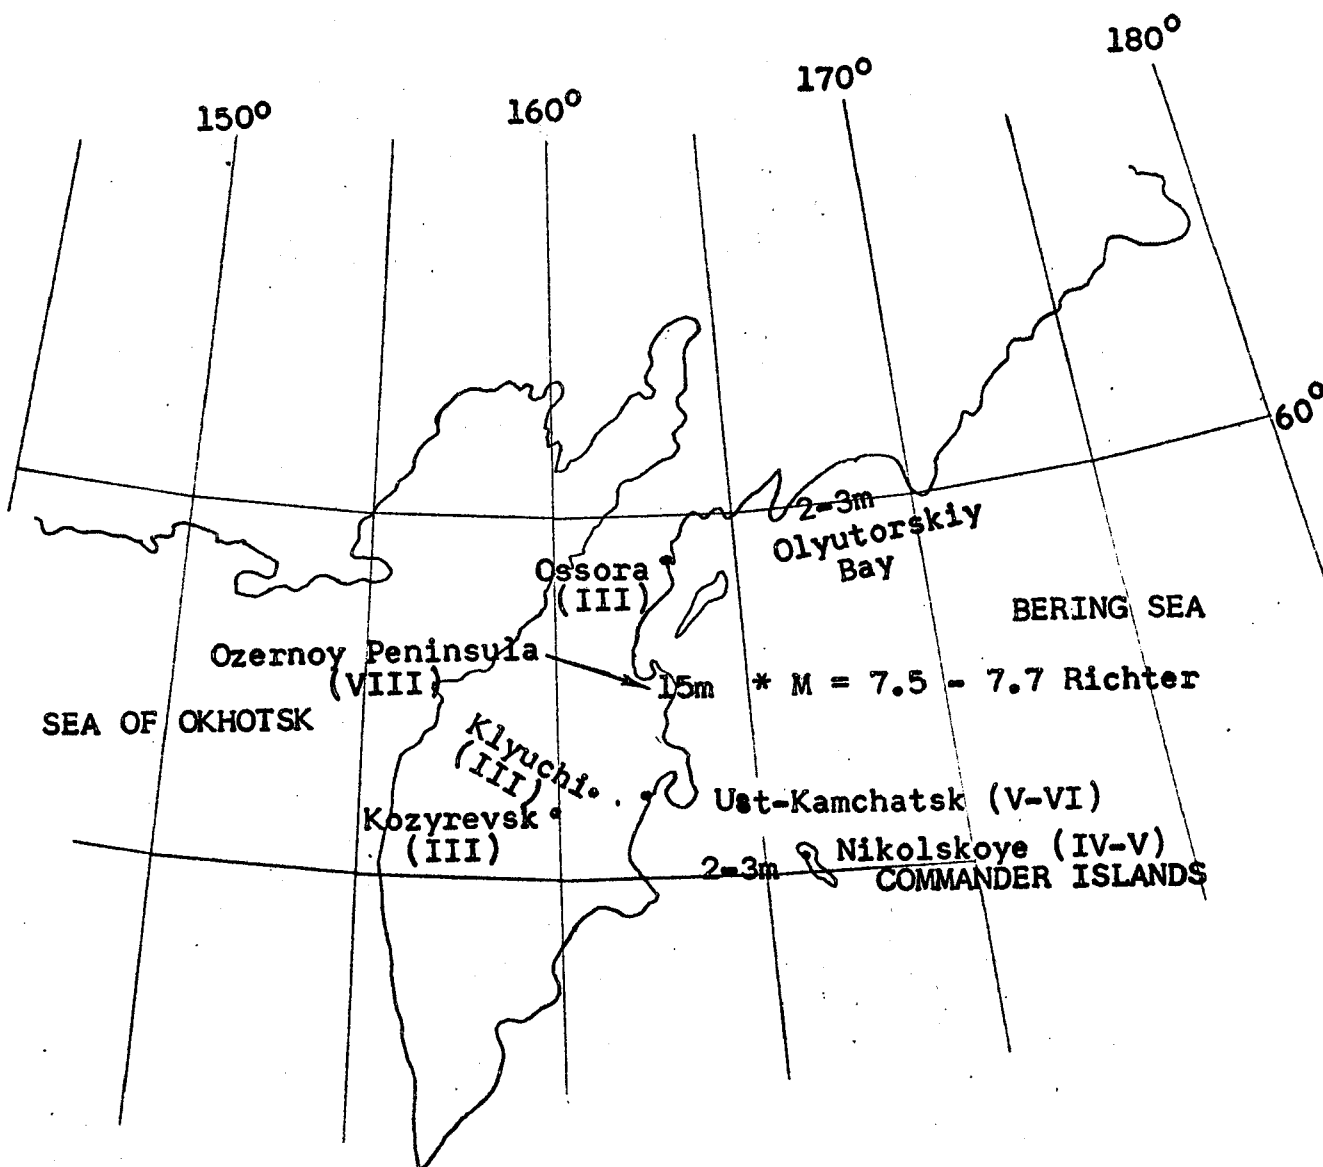 150°
160°
170°
180°
60°
2-3m
Olyutorskiy
Bay
Ossora
(III)
BERING SEA
Ozernoy Peninsula
(VIII)
15m * M = 7.5 - 7.7 Richter
SEA OF OKHOTSK
Klyuchi
(III)
Ust-Kamchatsk (V-VI)
Kozyrevsk
(III)
Nikolskoye (IV-V)
2-3m
COMMANDER ISLANDS